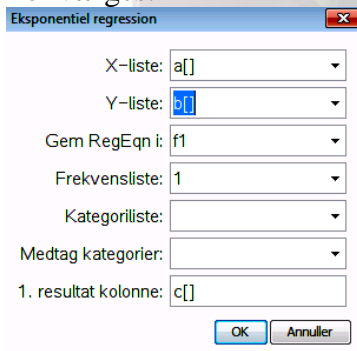 Eksponentiel regression
X-liste: a[]
Y-liste: b[]
Gem RegEqn i: f1
Frekvensliste: 1
Kategoriliste:
Medtag kategorier:
1. resultat kolonne: c[]
OK Annuller